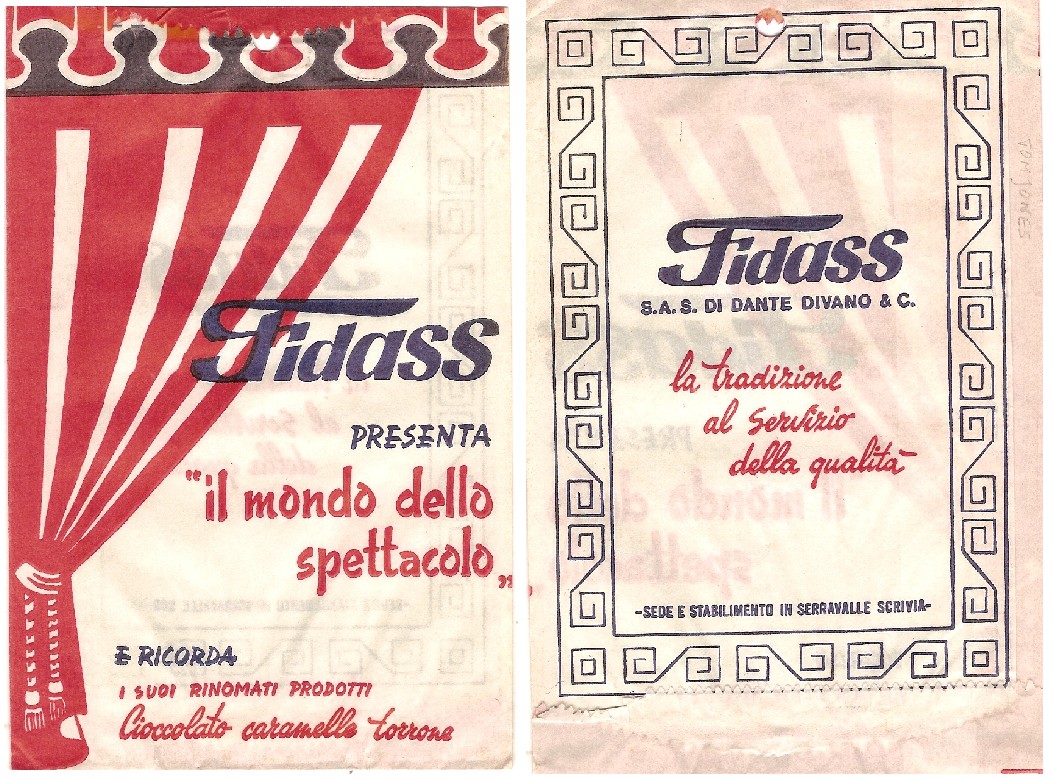 Fidass
PRESENTA
"il mondo dello
spettacolo„
E RICORDA
I SUOI RINOMATI PRODOTTI
Cioccolato caramelle torrone
Fidass
S.A.S. DI DANTE DIVANO & C.
la tradizione
al servizio
della qualità
-SEDE E STABILIMENTO IN SERRAVALLE SCRIVIA-
TOM JONES